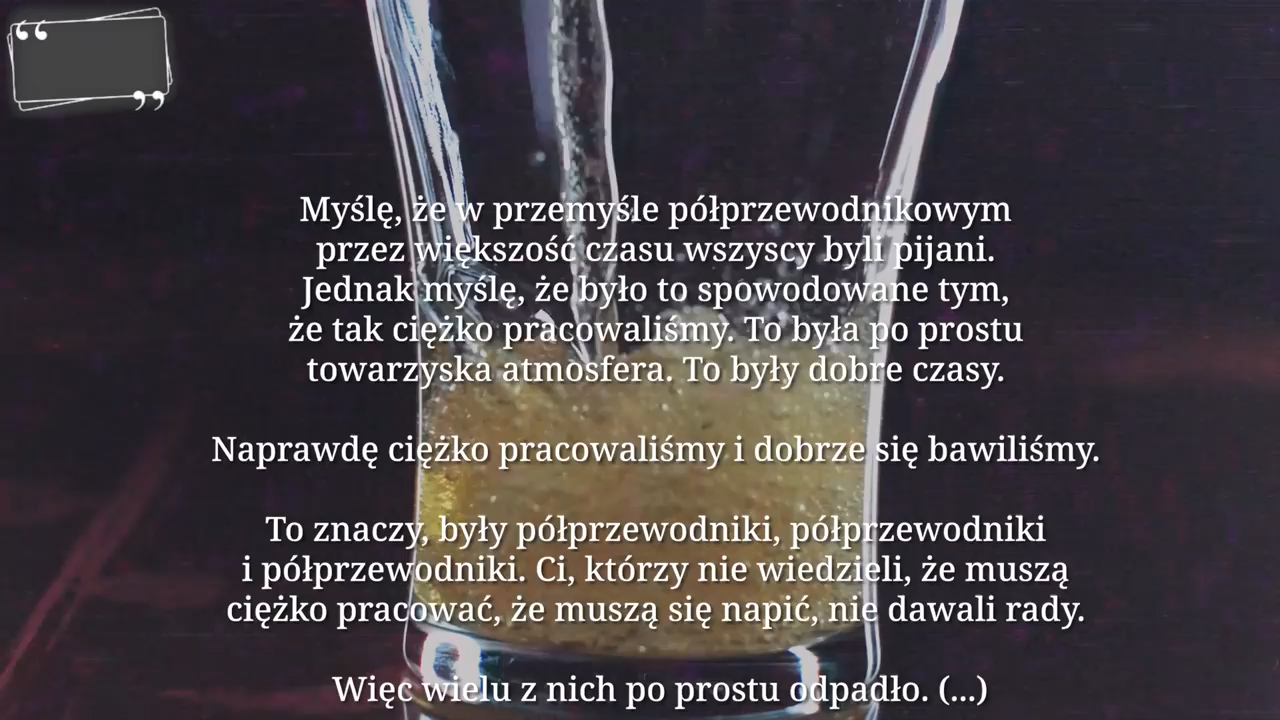 Myślę, że w przemyśle półprzewodnikowym
przez większość czasu wszyscy byli pijani.
Jednak myślę, że było to spowodowane tym,
że tak ciężko pracowaliśmy. To była po prostu
towarzyska atmosfera. To były dobre czasy.
Naprawdę ciężko pracowaliśmy i dobrze się bawiliśmy.
To znaczy, były półprzewodniki, półprzewodniki
i półprzewodniki. Ci, którzy nie wiedzieli, że muszą
ciężko pracować, że muszą się napić, nie dawali rady.
Więc wielu z nich po prostu odpadło. (...)